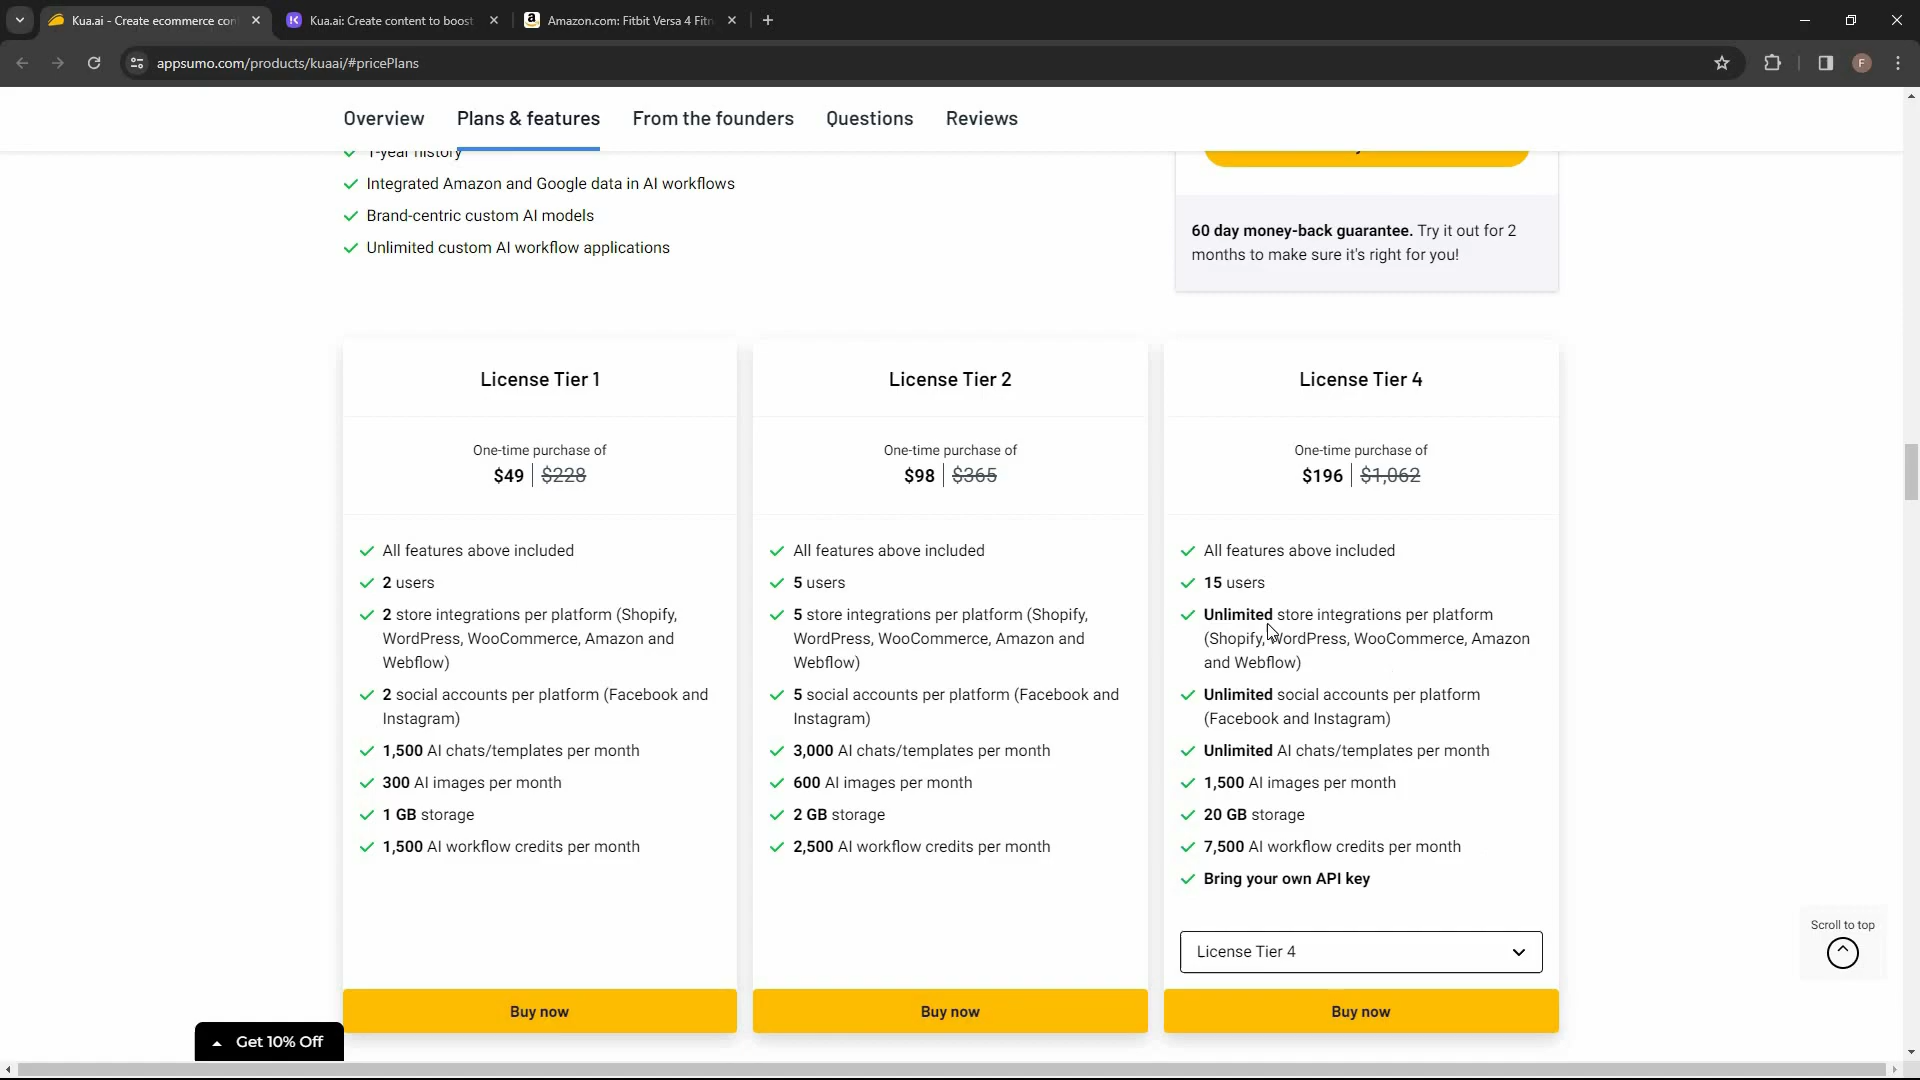 Kua.ai - Create ecommerce con
Kua.ai: Create content to boost
Amazon.com: Fitbit Versa 4 Fitn
appsumo.com/products/kuaai/#pricePlans
F
Overview
Plans & features
From the founders
Questions
Reviews
1-year history
Integrated Amazon and Google data in AI workflows
Brand-centric custom AI models
Unlimited custom AI workflow applications
60 day money-back guarantee. Try it out for 2
months to make sure it's right for you!
License Tier 1
One-time purchase of
$49 $228
All features above included
2 users
2 store integrations per platform (Shopify,
WordPress, WooCommerce, Amazon and
Webflow)
2 social accounts per platform (Facebook and
Instagram)
1,500 AI chats/templates per month
300 AI images per month
1 GB storage
1,500 AI workflow credits per month
Buy now
License Tier 2
One-time purchase of
$98 $365
All features above included
5 users
5 store integrations per platform (Shopify,
WordPress, WooCommerce, Amazon and
Webflow)
5 social accounts per platform (Facebook and
Instagram)
3,000 AI chats/templates per month
600 AI images per month
2 GB storage
2,500 AI workflow credits per month
Buy now
License Tier 4
One-time purchase of
$196 $1,062
All features above included
15 users
Unlimited store integrations per platform
(Shopify, WordPress, WooCommerce, Amazon
and Webflow)
Unlimited social accounts per platform
(Facebook and Instagram)
Unlimited AI chats/templates per month
1,500 AI images per month
20 GB storage
7,500 AI workflow credits per month
Bring your own API key
License Tier 4
Buy now
Scroll to top
Get 10% Off